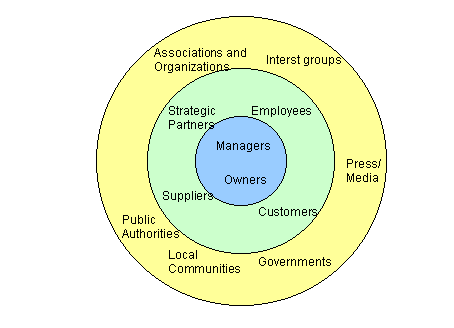 Associations and
Organizations
Interst groups
Strategic
Partners
Employees
Managers
Owners
Press/
Media
Suppliers
Customers
Public
Authorities
Local
Communities
Governments